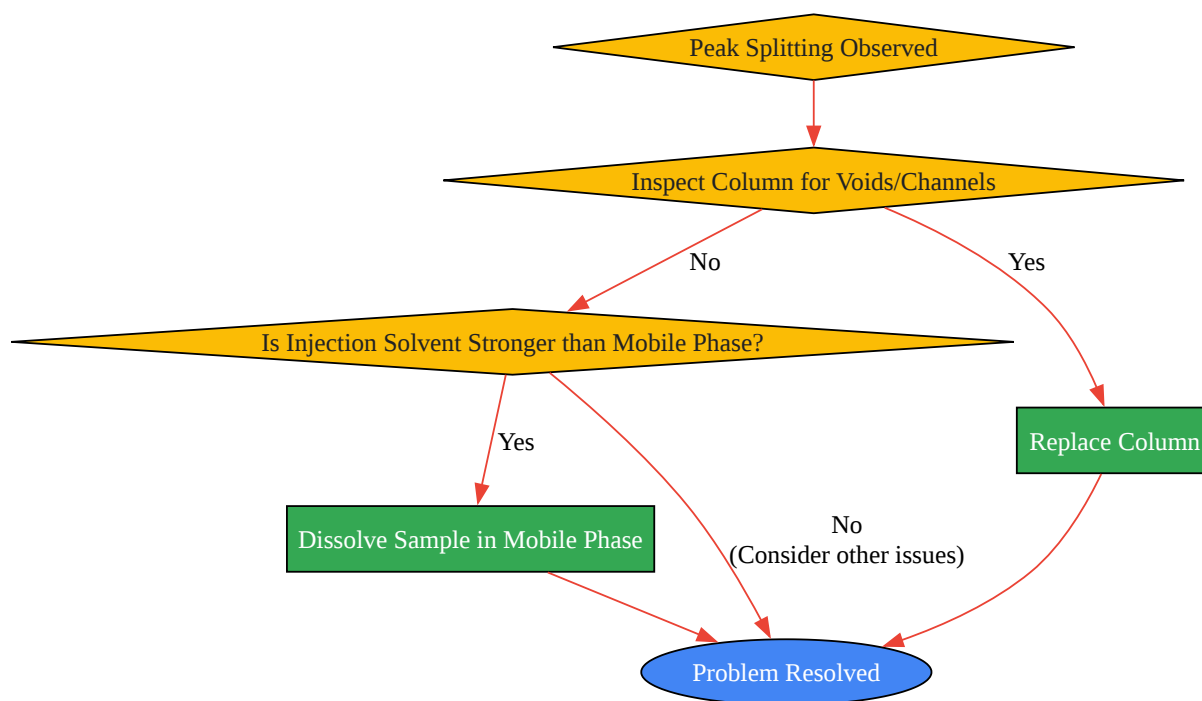 Peak Splitting Observed
Inspect Column for Voids/Channels
No
Yes
Is Injection Solvent Stronger than Mobile Phase?
Yes
Replace Column
Dissolve Sample in Mobile Phase
No
(Consider other issues)
Problem Resolved